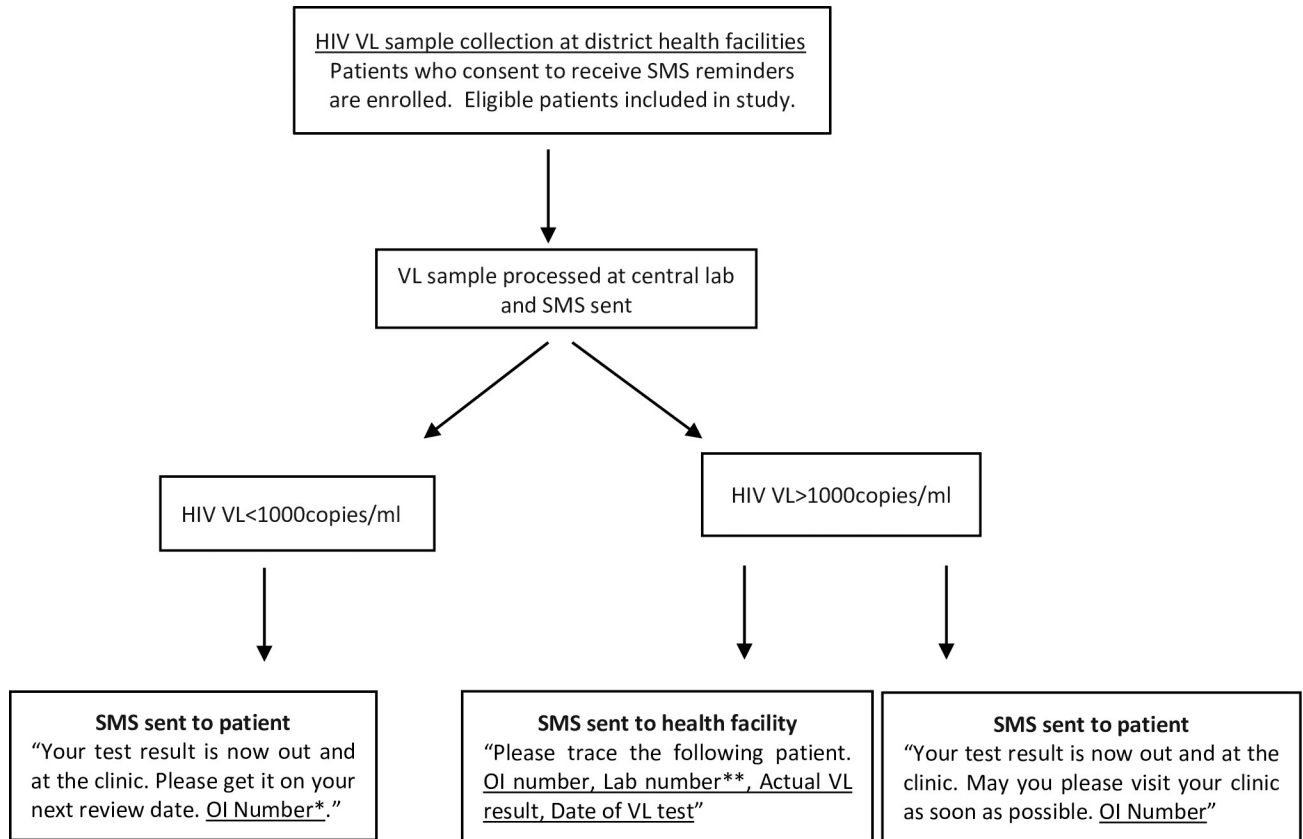 HIV VL sample collection at district health facilities
Patients who consent to receive SMS reminders
are enrolled.  Eligible patients included in study.
VL sample processed at central lab
and SMS sent
HIV VL<1000copies/ml
HIV VL>1000copies/ml
SMS sent to patient
“Your test result is now out and
at the clinic. Please get it on your
next review date. OI Number*.”
SMS sent to health facility
“Please trace the following patient.
OI number, Lab number**, Actual VL
result, Date of VL test”
SMS sent to patient
“Your test result is now out and at the
clinic. May you please visit your clinic
as soon as possible. OI Number”